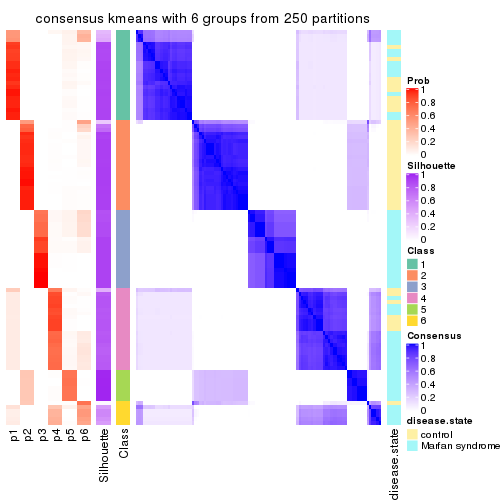 consensus kmeans with 6 groups from 250 partitions
Prob
1
0.8
0.6
0.4
0.2
0
Silhouette
1
0.8
0.6
0.4
0.2
0
Class
1
2
3
4
5
6
Consensus
1
0.8
0.6
0.4
0.2
0
disease.state
control
Marfan syndrome
p1
p2
p3
p4
p5
p6
Silhouette
Class
disease.state